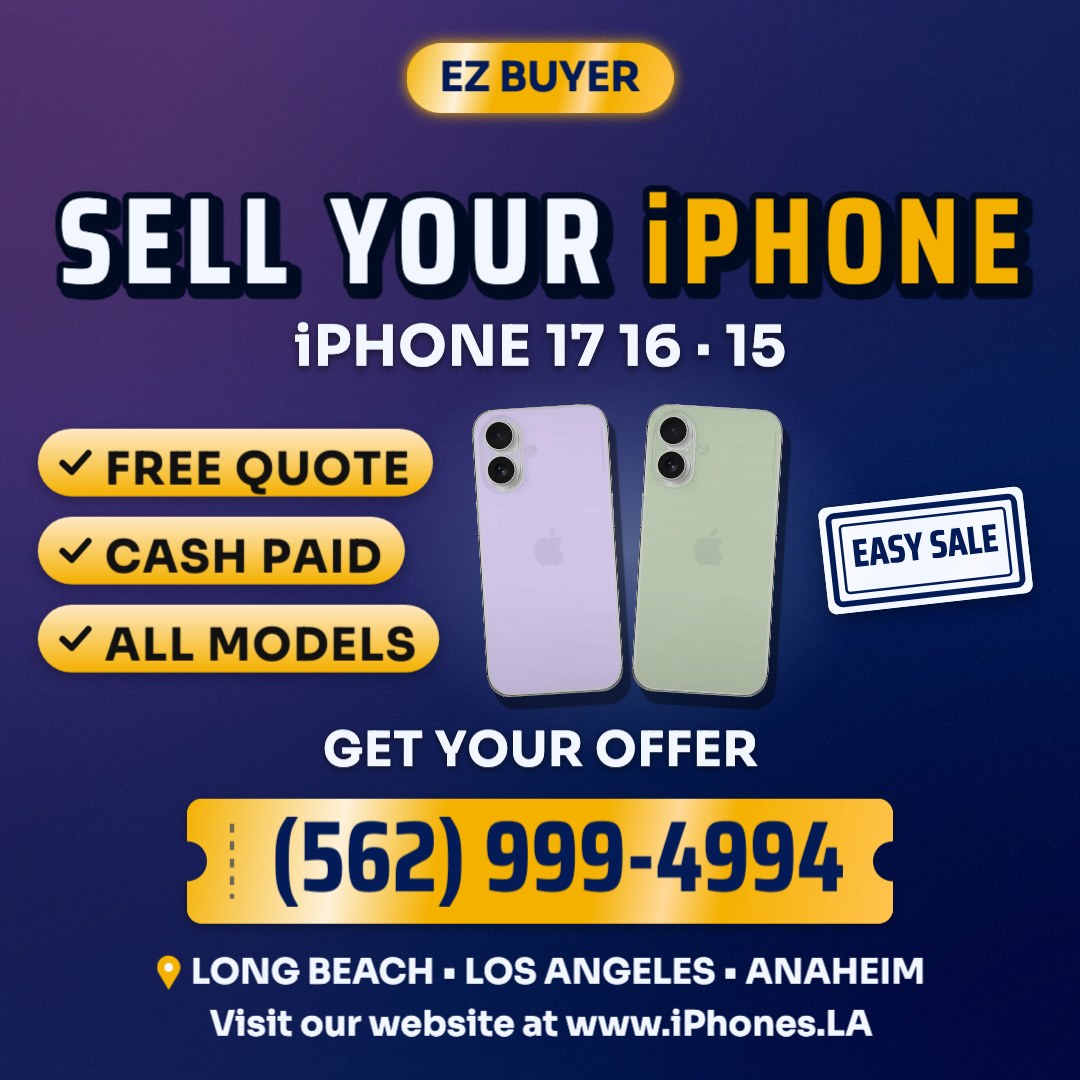 EZ BUYER
SELL YOUR iPHONE
iPHONE 17 16 · 15
✓ FREE QUOTE
✓ CASH PAID
✓ ALL MODELS
EASY SALE
GET YOUR OFFER
(562) 999-4994
LONG BEACH ▪ LOS ANGELES ▪ ANAHEIM
Visit our website at www.iPhones.LA